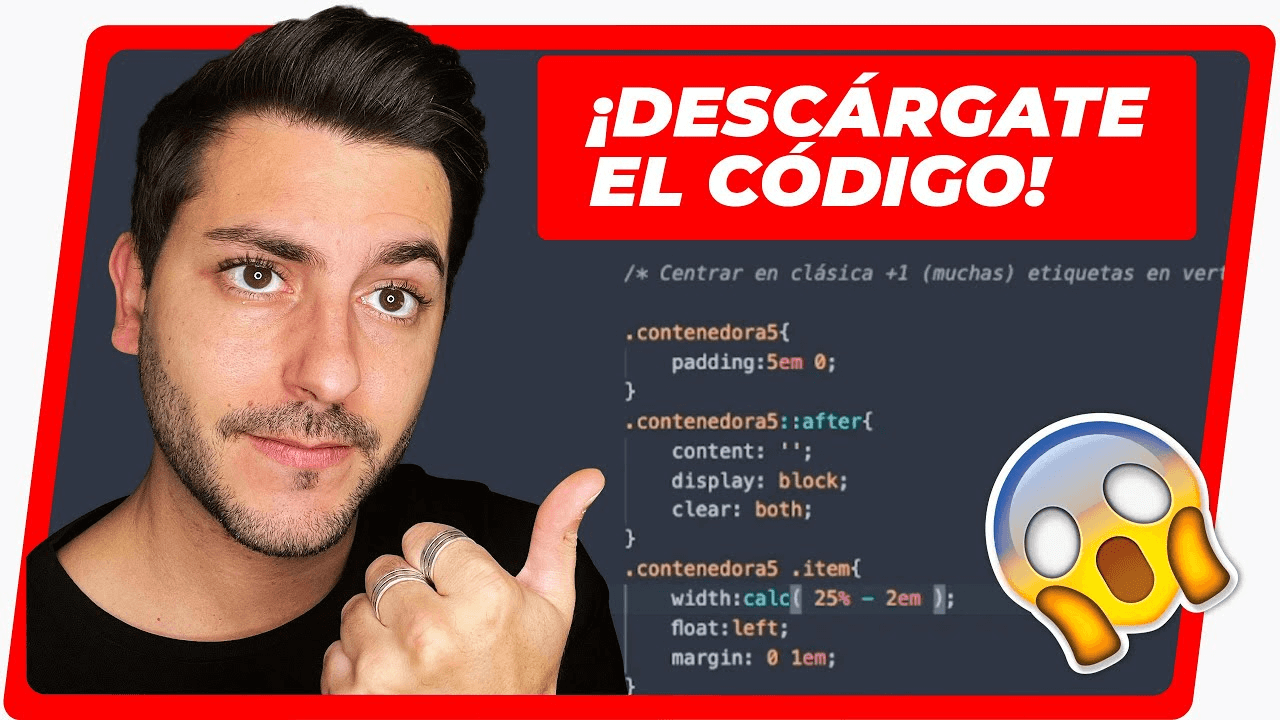 ¡DESCÁRGATE
EL CÓDIGO!
/* Centrar en clásica +1 (muchas) etiquetas en
.contenedora5{
padding:5em 0;
}
.contenedora5::after{
content: '';
display: block;
clear: both;
}
.contenedora5 .item{
width:calc( 25% - 2em );
float:left;
margin: 0 1em;
}